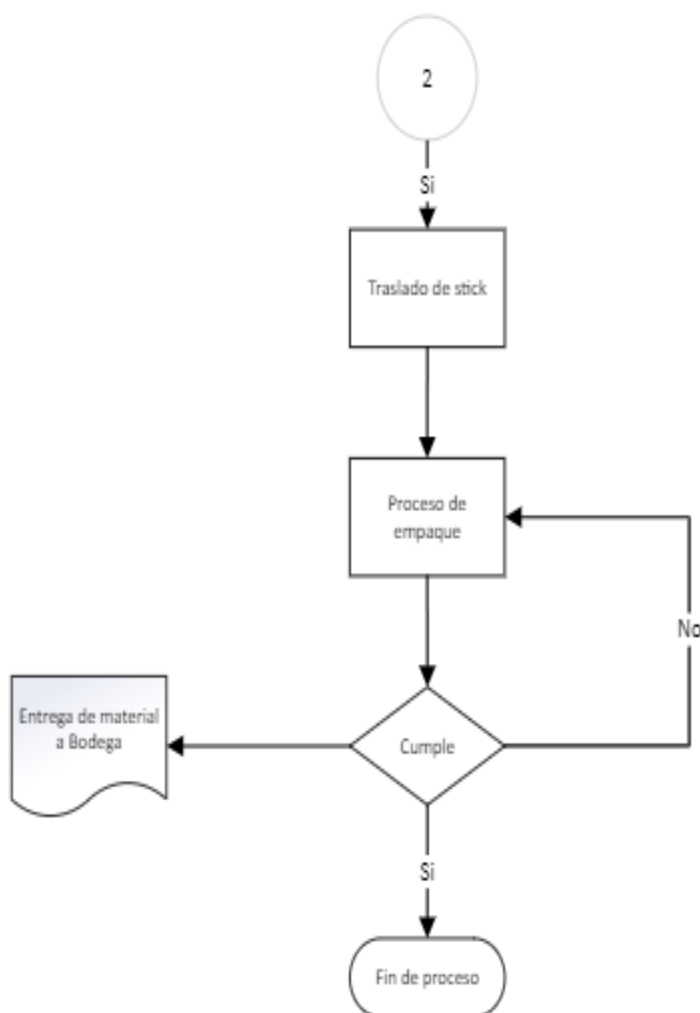 2
Si
Traslado de stick
Proceso de
empaque
No
Entrega de material
a Bodega
Cumple
Si
Fin de proceso